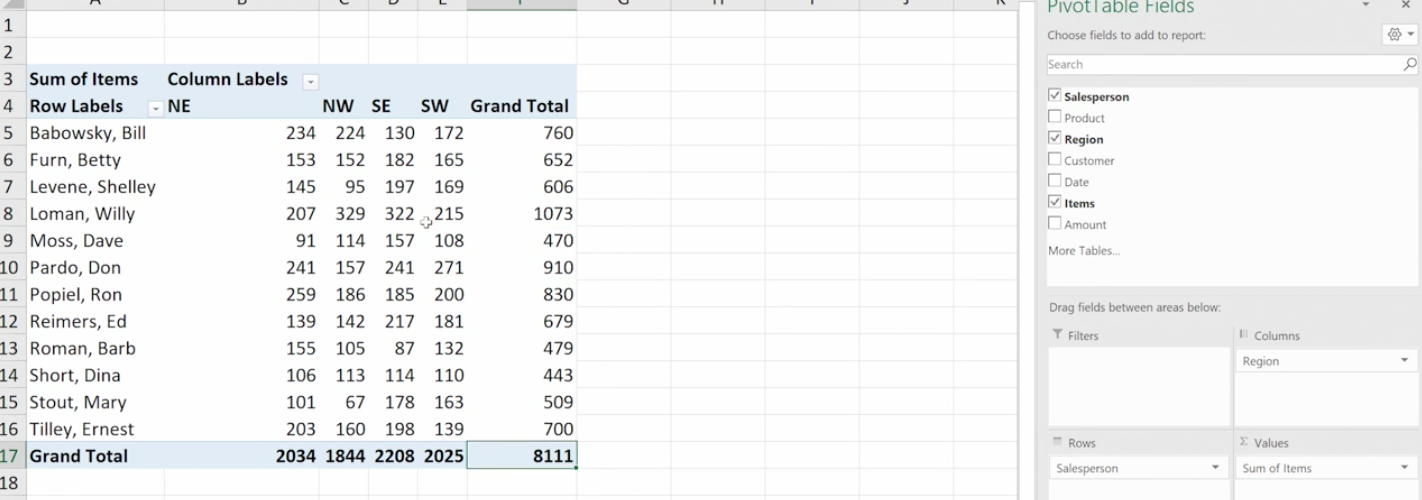 PivotTable Fields
Choose fields to add to report:
Search
1
2
3 Sum of Items Column Labels
4 Row Labels NE NW SE SW Grand Total
5 Babowsky, Bill 234 224 130 172 760
6 Furn, Betty 153 152 182 165 652
7 Levene, Shelley 145 95 197 169 606
8 Loman, Willy 207 329 322 215 1073
9 Moss, Dave 91 114 157 108 470
10 Pardo, Don 241 157 241 271 910
11 Popiel, Ron 259 186 185 200 830
12 Reimers, Ed 139 142 217 181 679
13 Roman, Barb 155 105 87 132 479
14 Short, Dina 106 113 114 110 443
15 Stout, Mary 101 67 178 163 509
16 Tilley, Ernest 203 160 198 139 700
17 Grand Total 2034 1844 2208 2025 8111
18
Salesperson
Product
Region
Customer
Date
Items
Amount
More Tables...
Drag fields between areas below:
Filters
Columns
Region
Rows
Salesperson
Values
Sum of Items